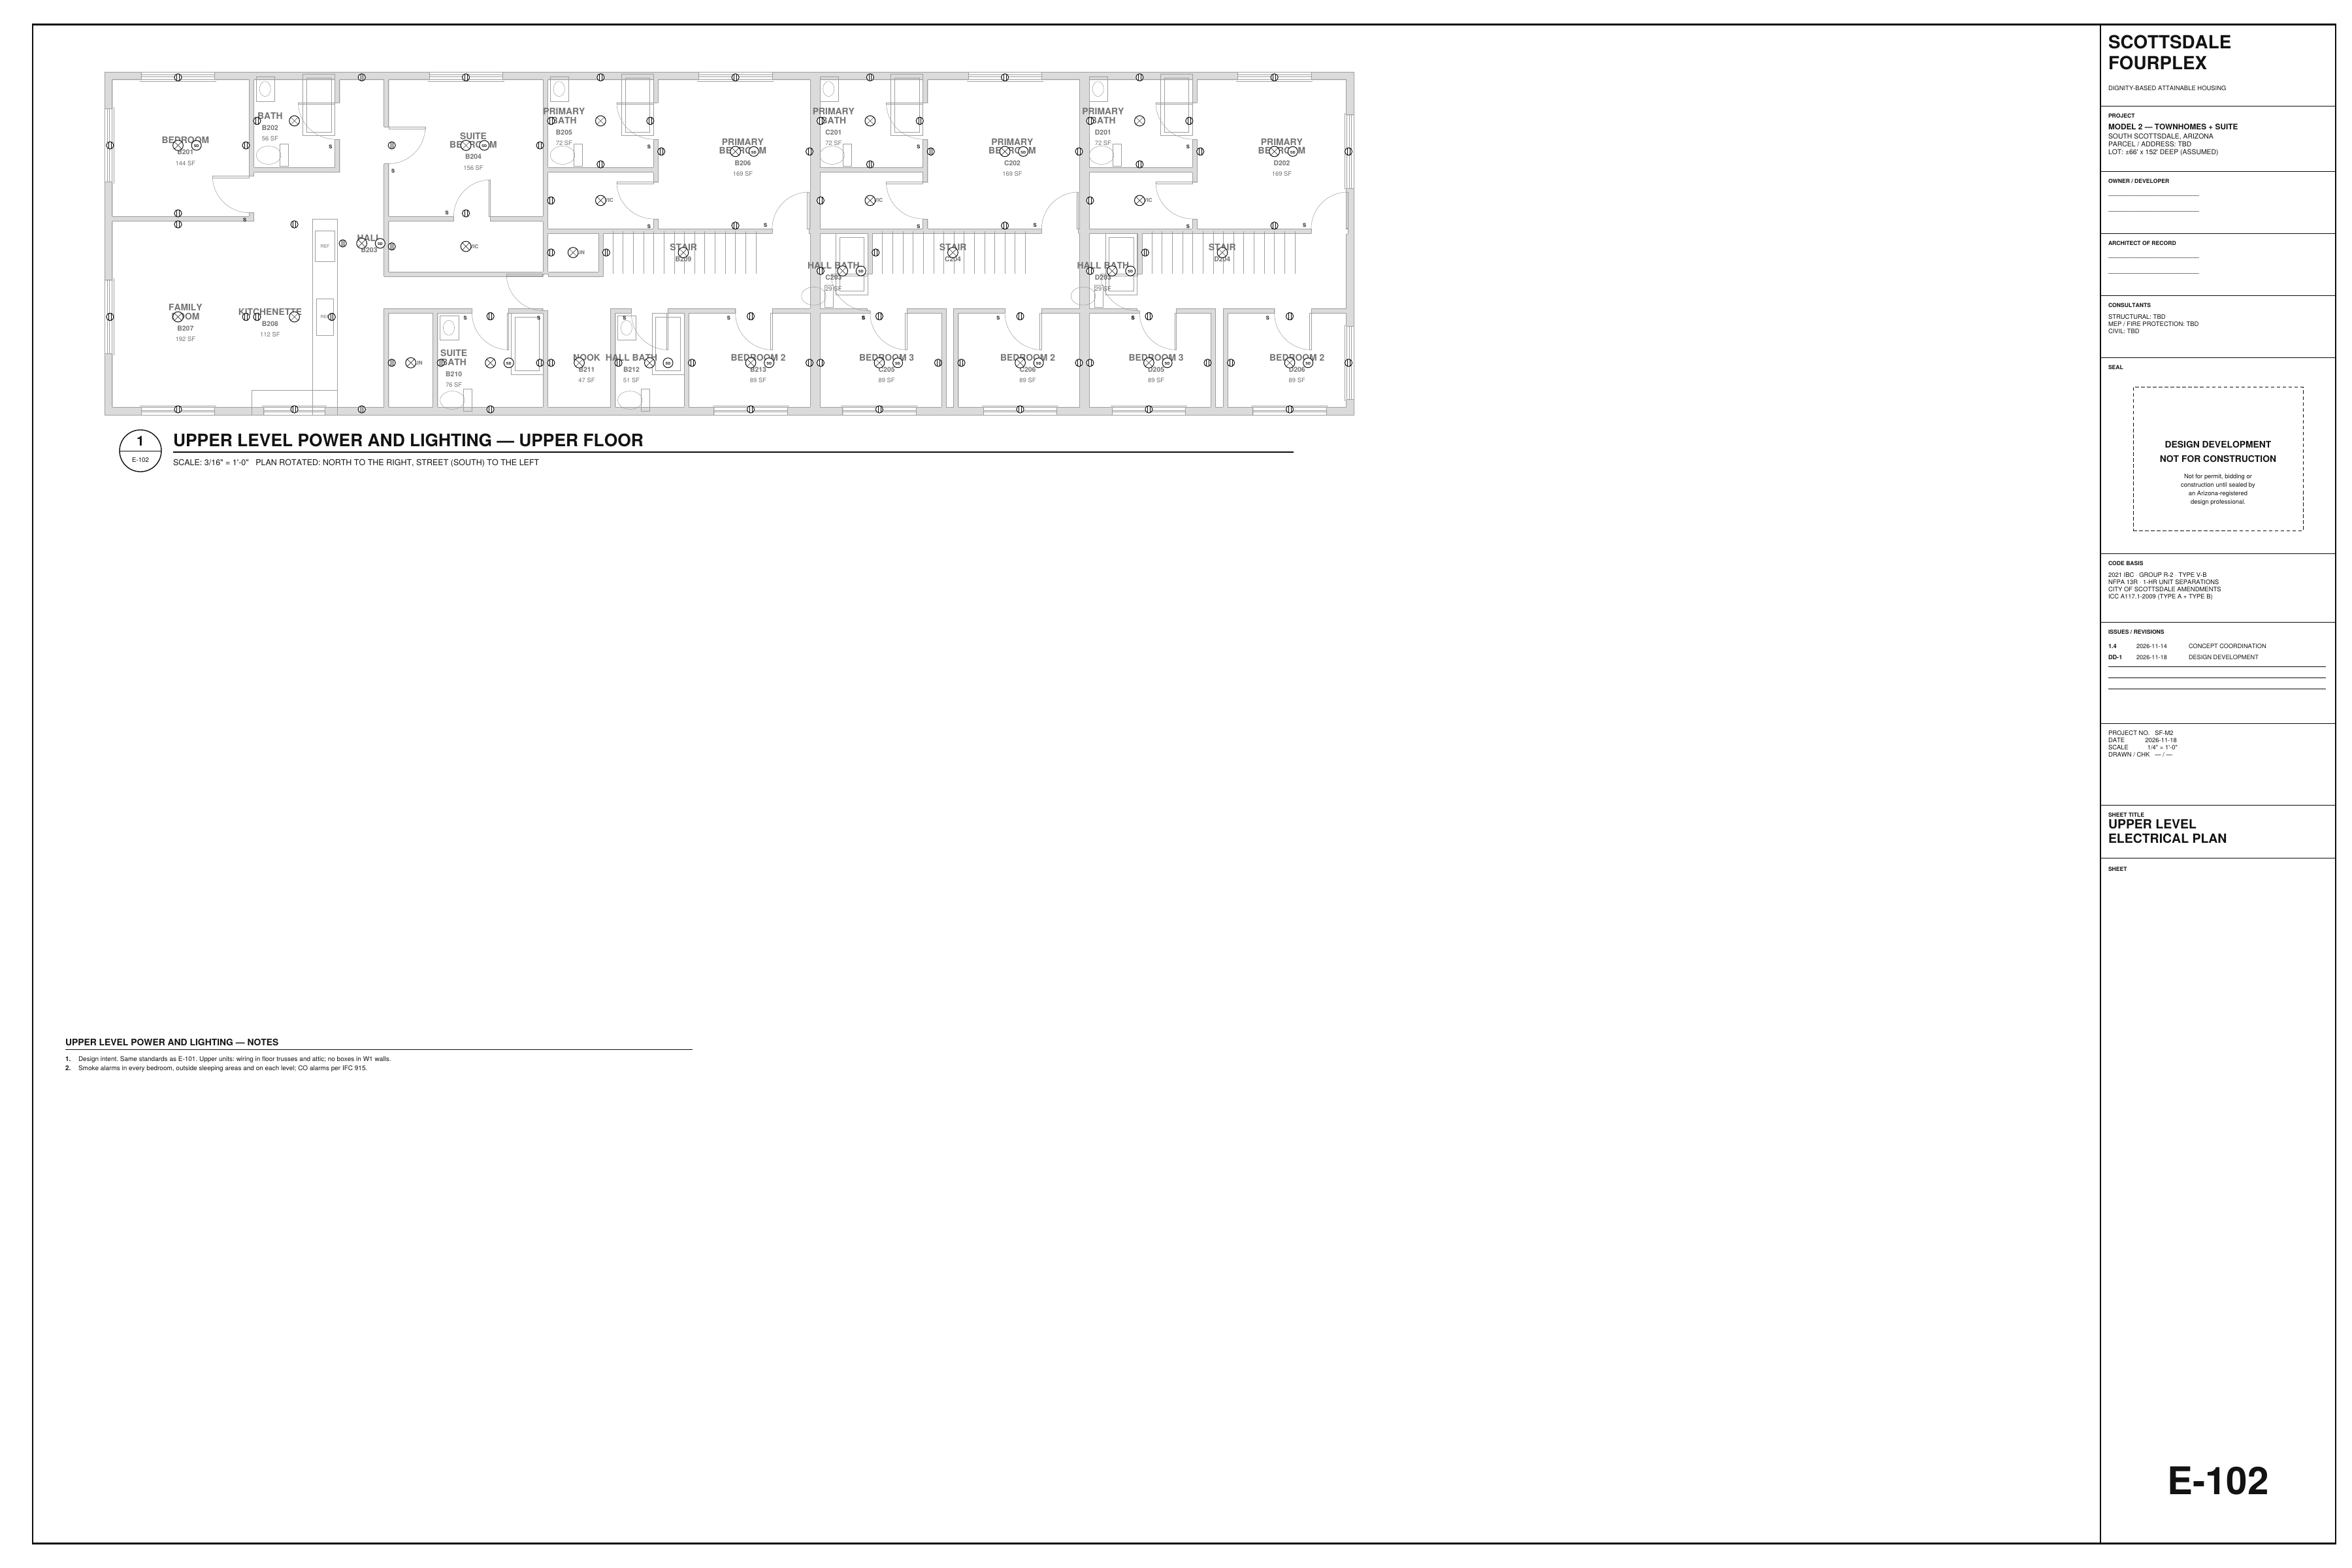 SCOTTSDALE
FOURPLEX
DIGNITY-BASED ATTAINABLE HOUSING
PROJECT
MODEL 2 — TOWNHOMES + SUITE
SOUTH SCOTTSDALE, ARIZONA
PARCEL / ADDRESS: TBD
LOT: ±66' x 152' DEEP (ASSUMED)
OWNER / DEVELOPER
ARCHITECT OF RECORD
CONSULTANTS
STRUCTURAL: TBD
MEP / FIRE PROTECTION: TBD
CIVIL: TBD
SEAL
DESIGN DEVELOPMENT
NOT FOR CONSTRUCTION
Not for permit, bidding or
construction until sealed by
an Arizona-registered
design professional.
CODE BASIS
2021 IBC · GROUP R-2 · TYPE V-B
NFPA 13R · 1-HR UNIT SEPARATIONS
CITY OF SCOTTSDALE AMENDMENTS
ICC A117.1-2009 (TYPE A + TYPE B)
ISSUES / REVISIONS
1.4 2026-11-14 CONCEPT COORDINATION
DD-1 2026-11-18 DESIGN DEVELOPMENT
PROJECT NO. SF-M2
DATE 2026-11-18
SCALE 1/4" = 1'-0"
DRAWN / CHK — / —
SHEET TITLE
UPPER LEVEL
ELECTRICAL PLAN
SHEET
E-102
BEDROOM
B201
144 SF
BATH
B202
56 SF
SUITE
BEDROOM
B204
156 SF
PRIMARY
BATH
B205
72 SF
PRIMARY
BEDROOM
B206
169 SF
PRIMARY
BATH
C201
72 SF
PRIMARY
BEDROOM
C202
169 SF
PRIMARY
BATH
D201
72 SF
PRIMARY
BEDROOM
D202
169 SF
HALL
B203
REF
STAIR
B209
HALL BATH
C203
29 SF
STAIR
C204
HALL BATH
D203
29 SF
STAIR
D204
FAMILY
ROOM
B207
192 SF
KITCHENETTE
B208
112 SF
SUITE
BATH
B210
76 SF
NOOK
B211
47 SF
HALL BATH
B212
51 SF
BEDROOM 2
B213
89 SF
BEDROOM 3
C205
89 SF
BEDROOM 2
C206
89 SF
BEDROOM 3
D205
89 SF
BEDROOM 2
D206
89 SF
1
E-102
UPPER LEVEL POWER AND LIGHTING — UPPER FLOOR
SCALE: 3/16" = 1'-0" PLAN ROTATED: NORTH TO THE RIGHT, STREET (SOUTH) TO THE LEFT
UPPER LEVEL POWER AND LIGHTING — NOTES
1. Design intent. Same standards as E-101. Upper units: wiring in floor trusses and attic; no boxes in W1 walls.
2. Smoke alarms in every bedroom, outside sleeping areas and on each level; CO alarms per IFC 915.